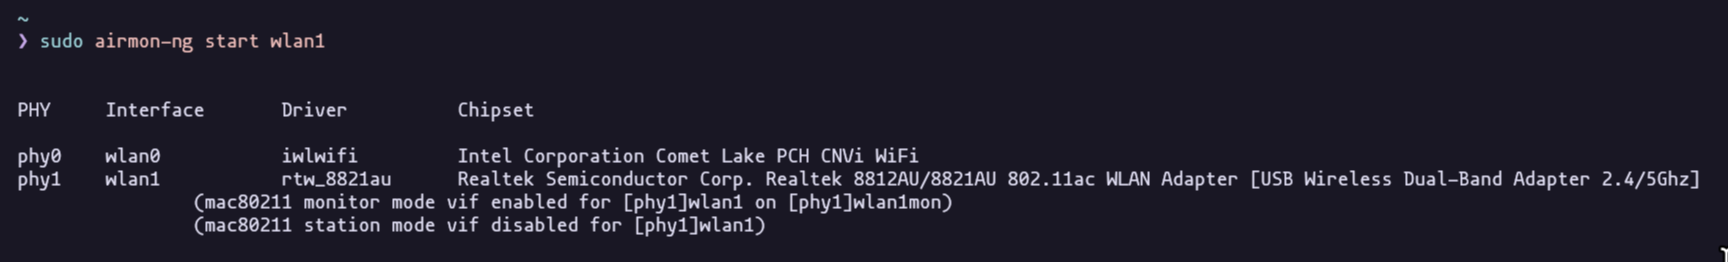 ~
❯ sudo airmon-ng start wlan1
PHY Interface Driver Chipset
phy0 wlan0 iwlwifi Intel Corporation Comet Lake PCH CNVi WiFi
phy1 wlan1 rtw_8821au Realtek Semiconductor Corp. Realtek 8812AU/8821AU 802.11ac WLAN Adapter [USB Wireless Dual-Band Adapter 2.4/5Ghz]
(mac80211 monitor mode vif enabled for [phy1]wlan1 on [phy1]wlan1mon)
(mac80211 station mode vif disabled for [phy1]wlan1)